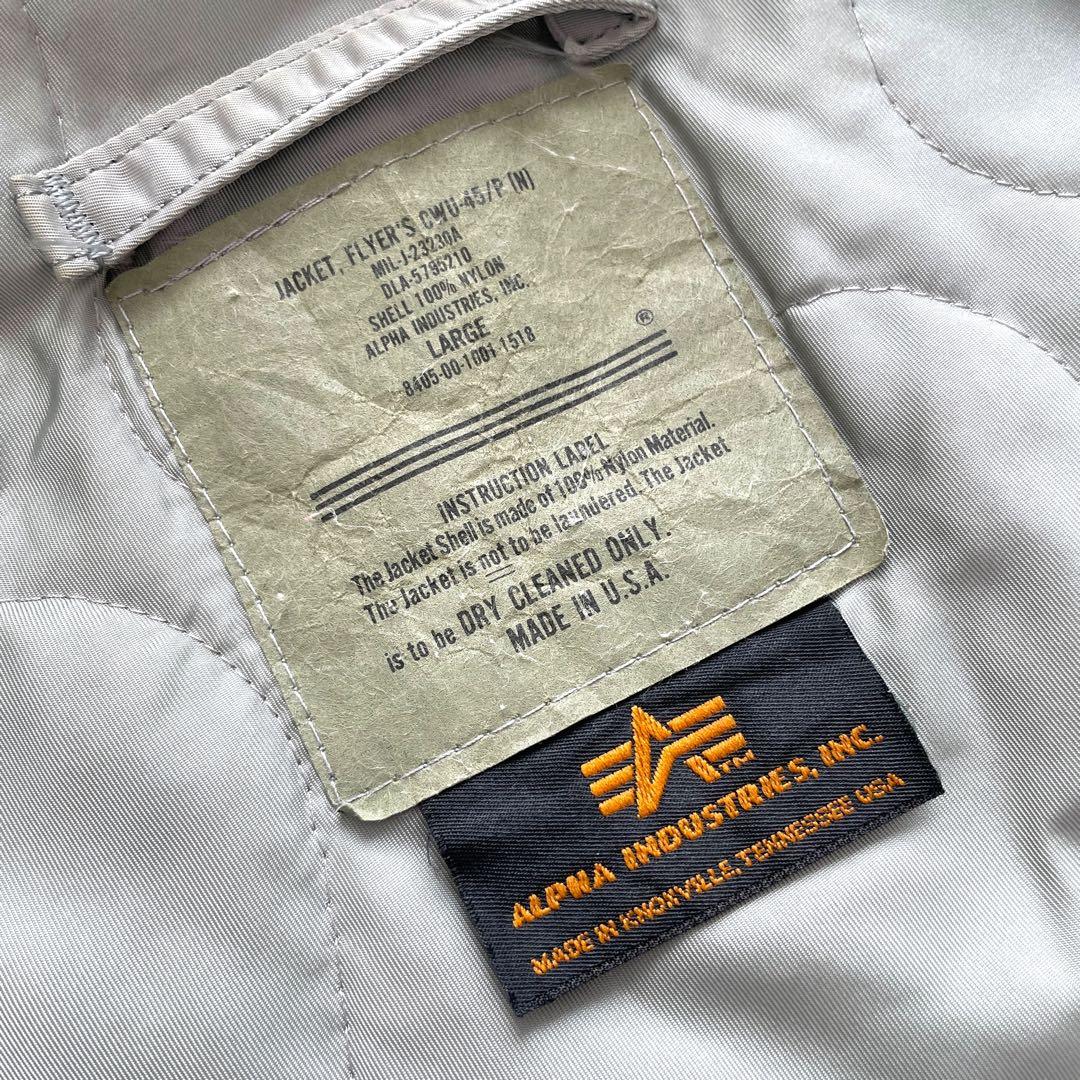 JACKET, FLYER'S CWU-45/P (N)
MIL-J-23230A
DLA-5785210
SHELL 100% NYLON
ALPHA INDUSTRIES, INC.
LARGE
8405-00-1001-1518
®
INSTRUCTION LABEL
The Jacket Shell is made of 100% Nylon Material.
The Jacket is not to be laundered. The Jacket
is to be DRY CLEANED ONLY.
MADE IN U.S.A.
TM
ALPHA INDUSTRIES, INC.
MADE IN KNOXVILLE, TENNESSEE USA